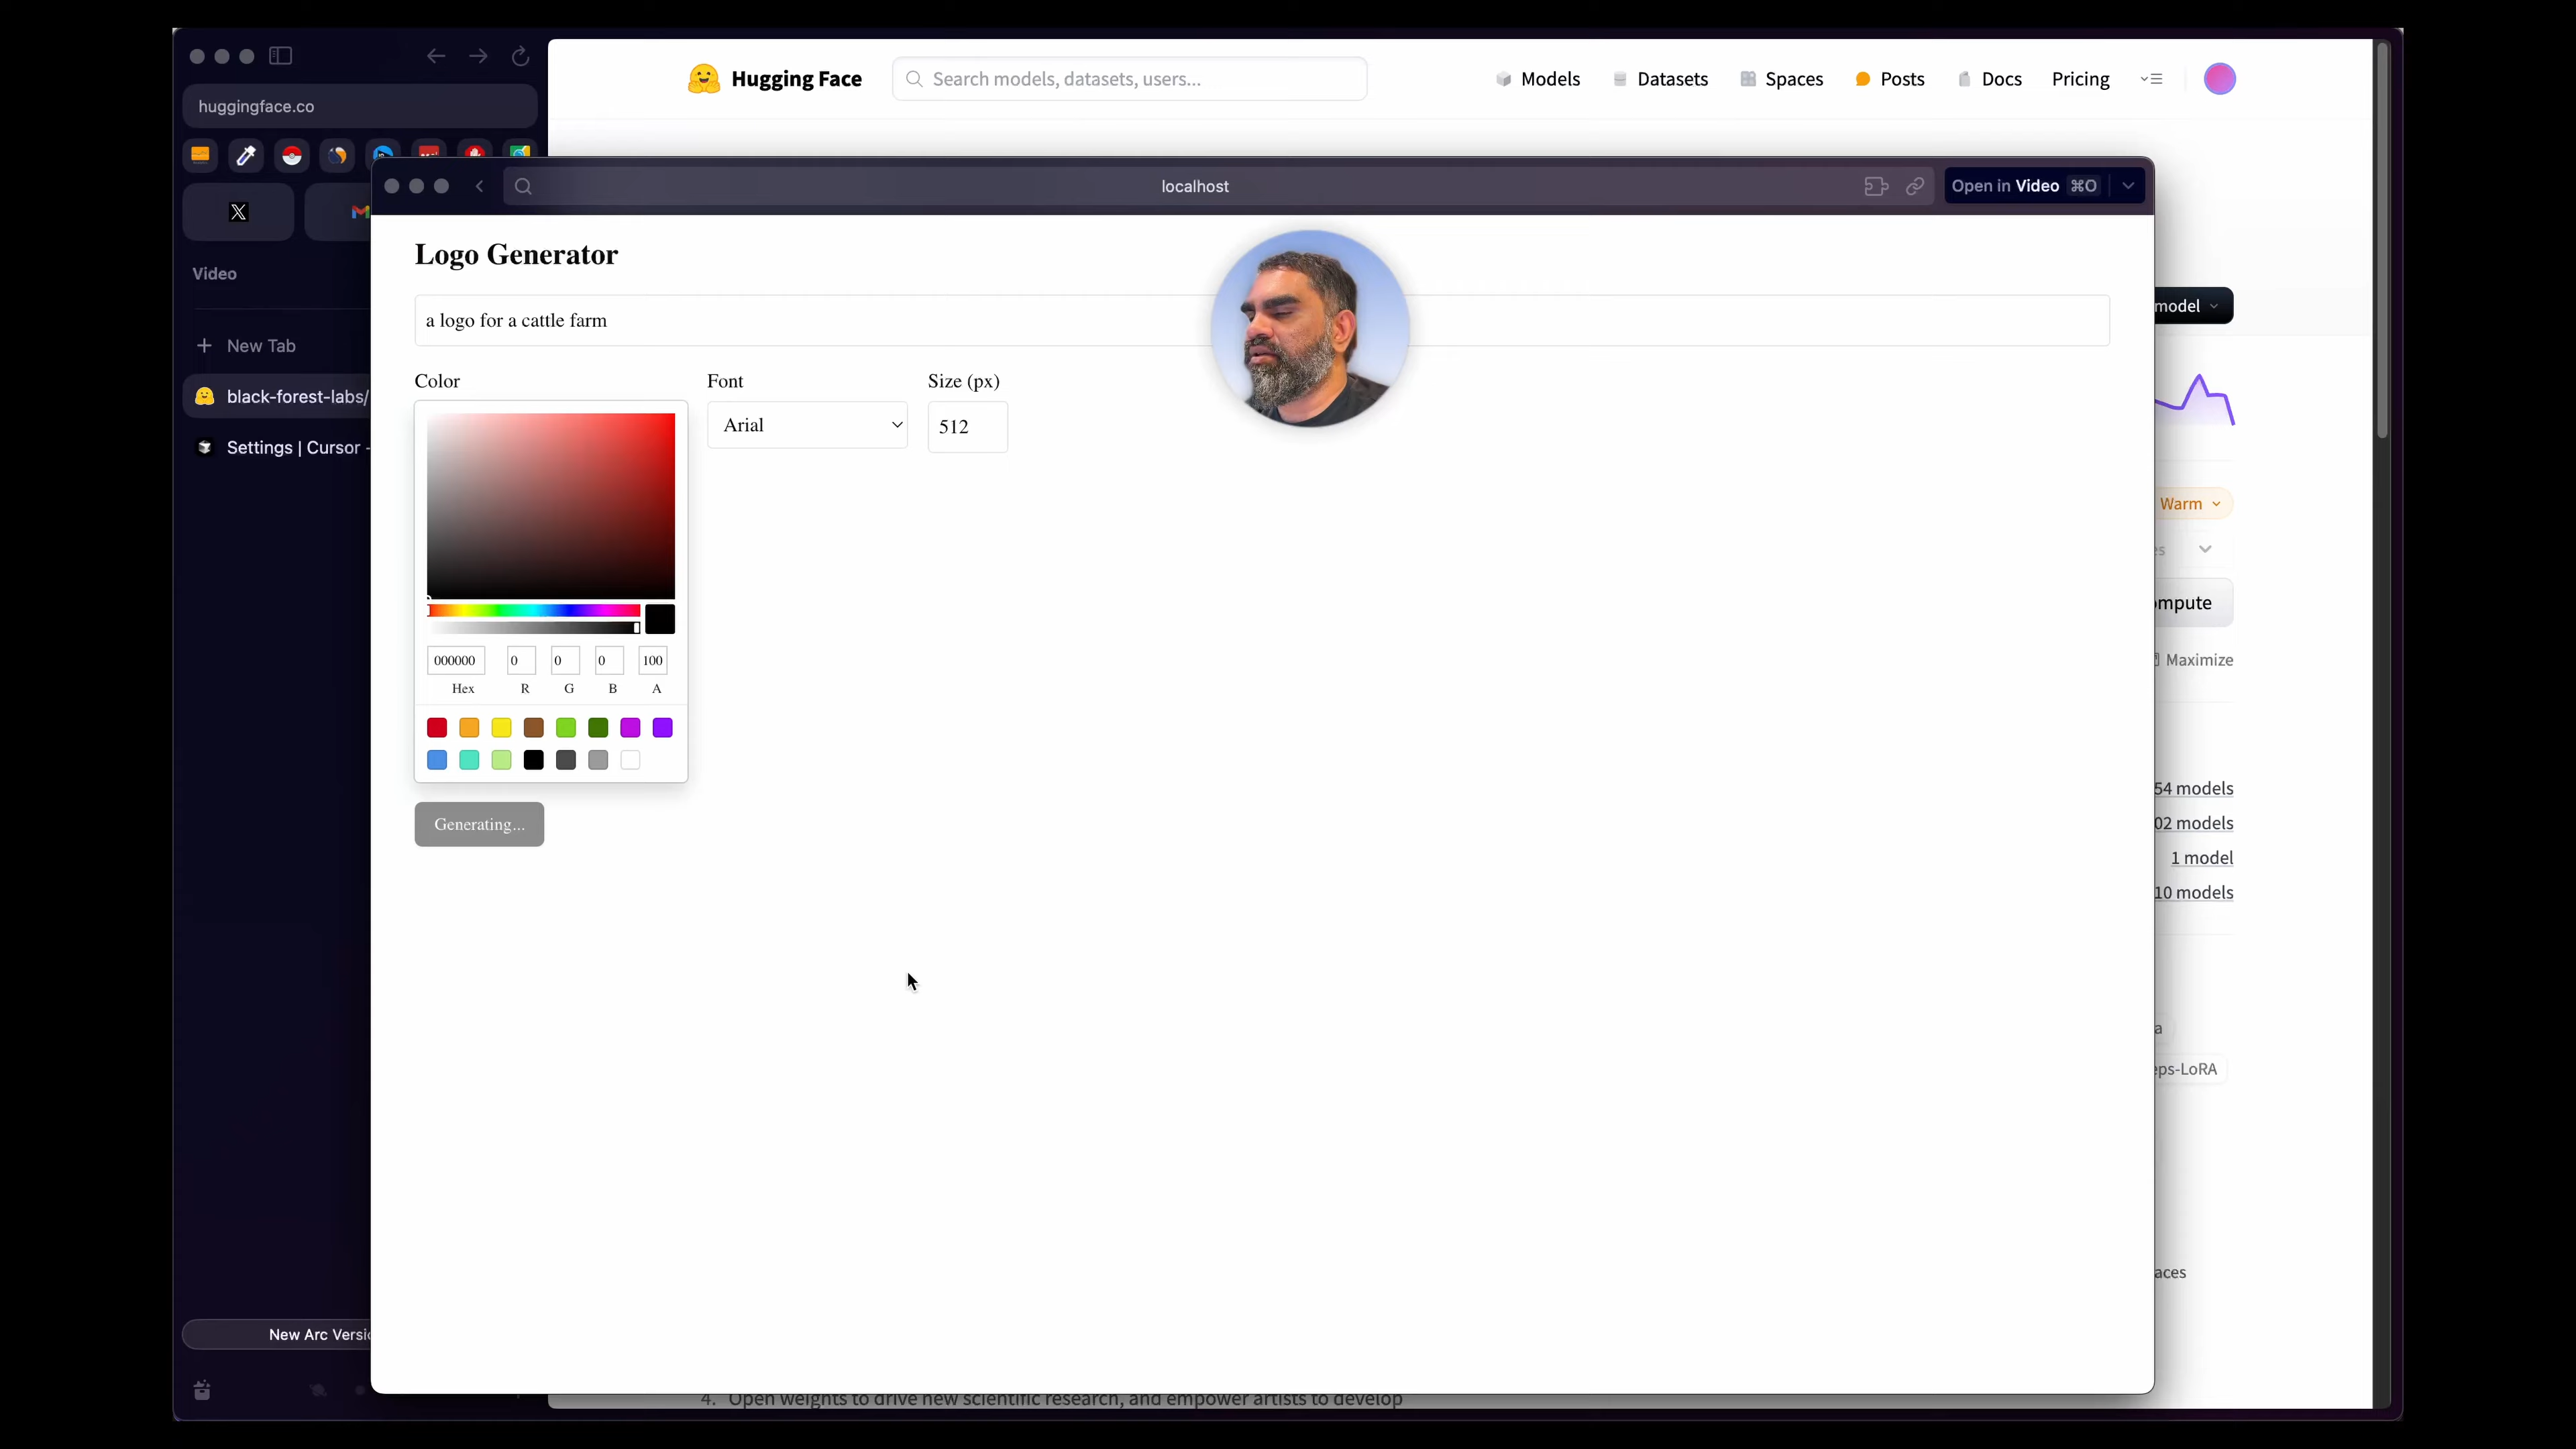 huggingface.co
Video
New Tab
black-forest-labs/
Settings | Cursor -
New Arc Versio
Hugging Face
Search models, datasets, users...
Models
Datasets
Spaces
Posts
Docs
Pricing
localhost
Open in Video ⌘O
Logo Generator
a logo for a cattle farm
Color
Font
Size (px)
Arial
512
000000
0
0
0
100
Hex
R
G
B
A
Generating...
model
Warm
Maximize
54 models
02 models
1 model
10 models
eps-LoRA
4. Open weights to drive new scientific research, and empower artists to develop